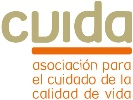 cuida
asociación para
el cuidado de la
calidad de vida